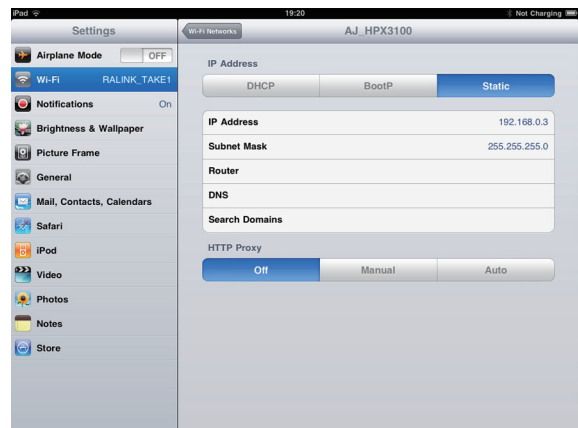 iPad 19:20 Not Charging
Settings
Wi-Fi Networks AJ_HPX3100
Airplane Mode OFF
Wi-Fi RALINK_TAKE1
Notifications On
Brightness & Wallpaper
Picture Frame
General
Mail, Contacts, Calendars
Safari
iPod
Video
Photos
Notes
Store
IP Address
DHCP BootP Static
IP Address 192.168.0.3
Subnet Mask 255.255.255.0
Router
DNS
Search Domains
HTTP Proxy
Off Manual Auto